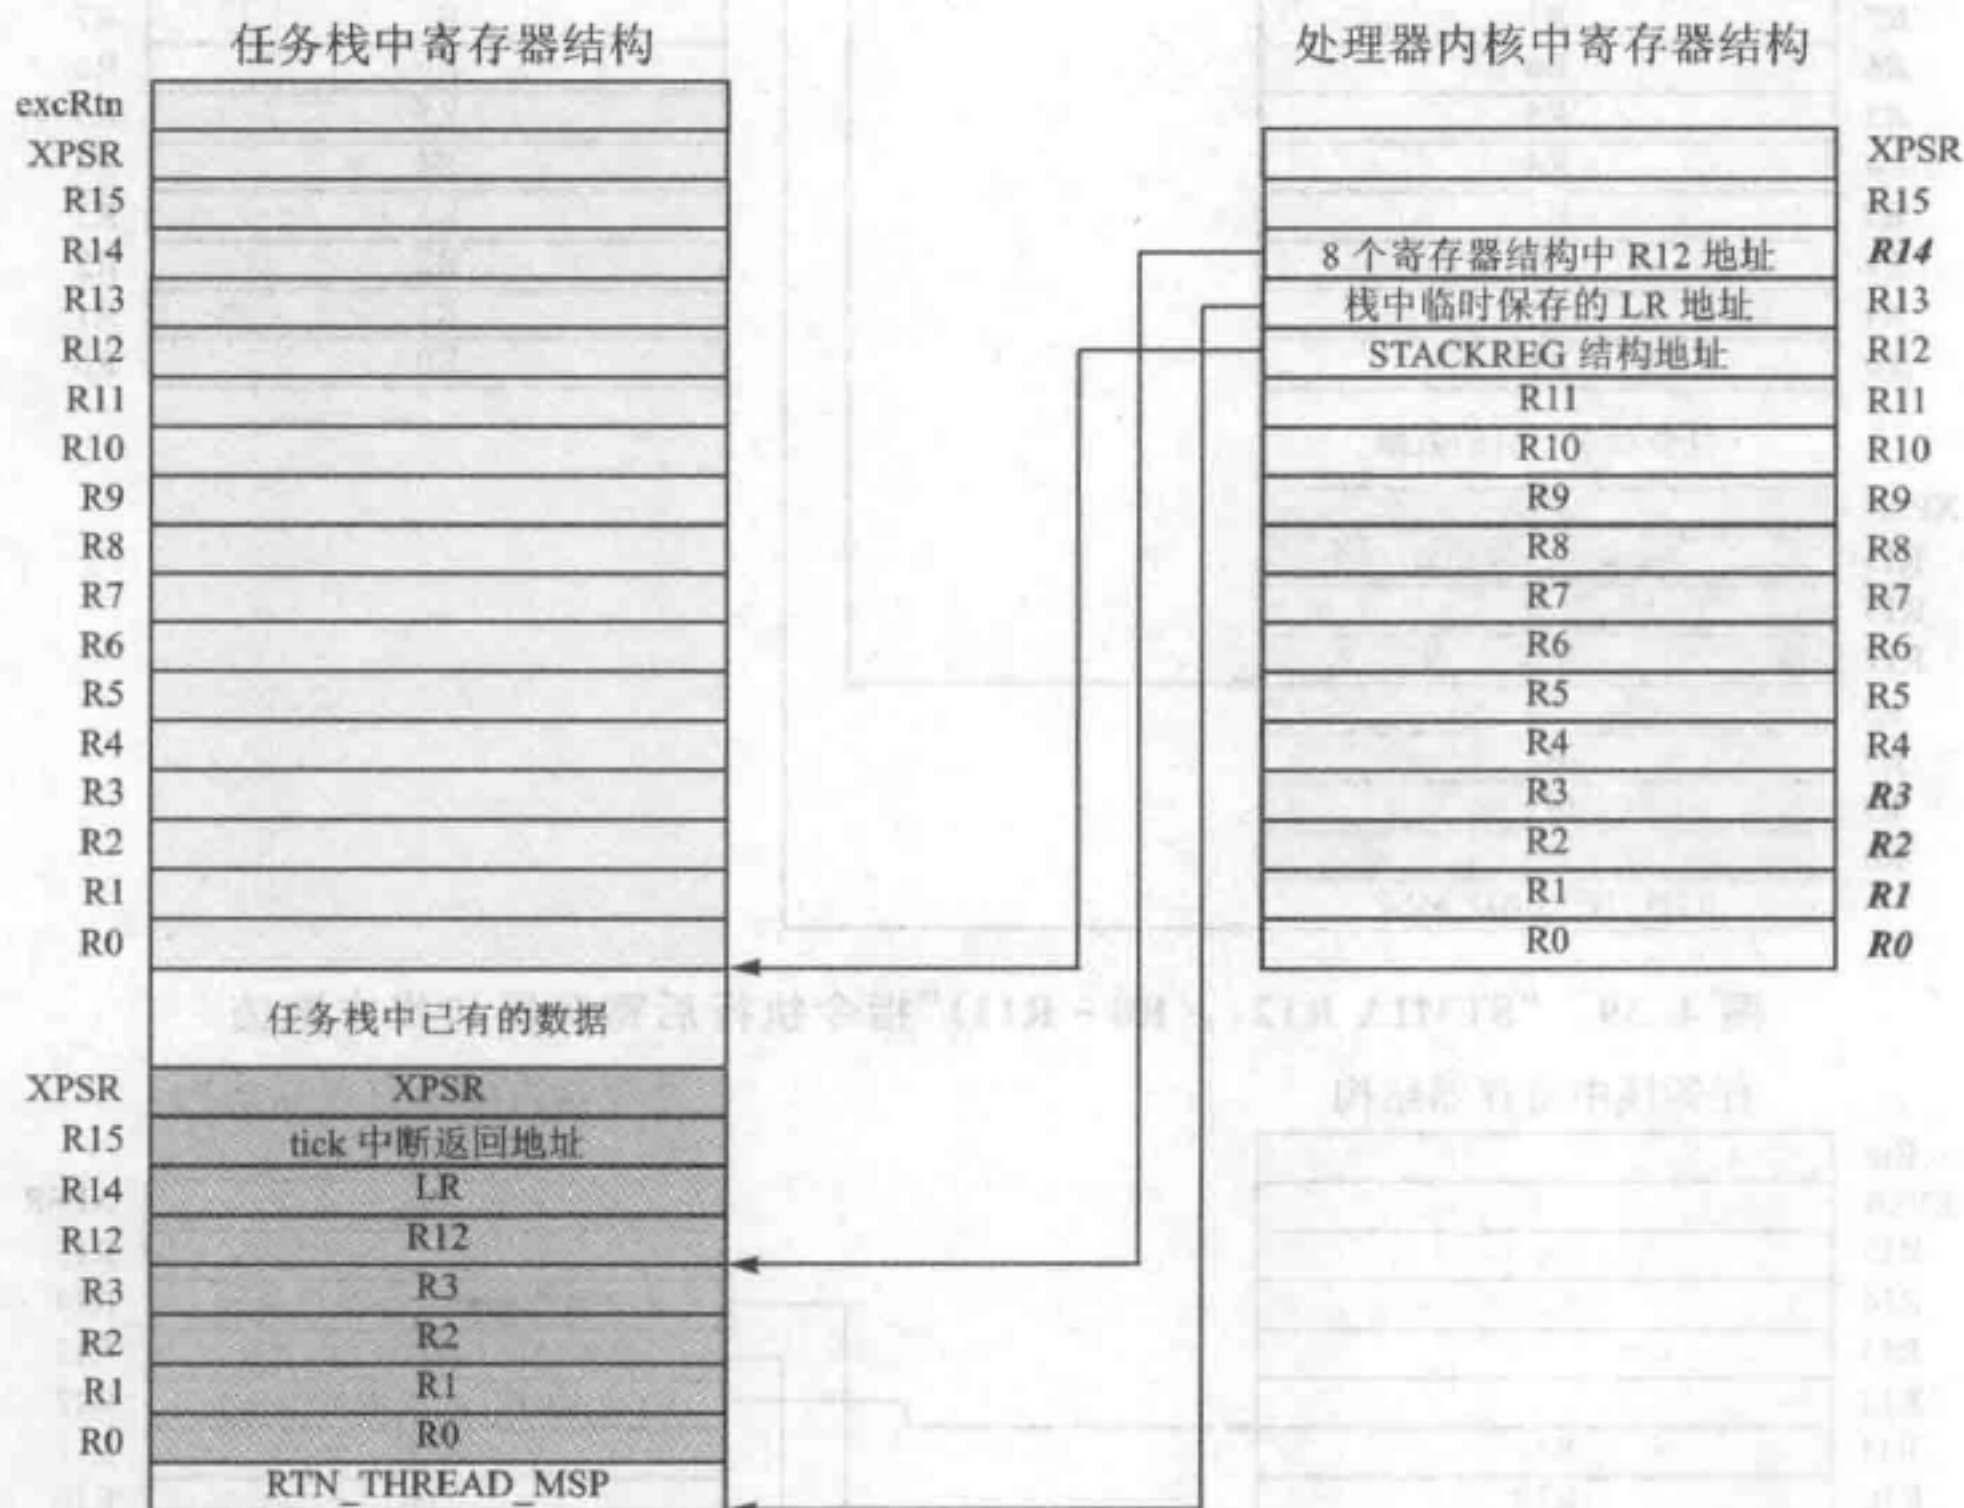 任务栈中寄存器结构
excRtn
XPSR
R15
R14
R13
R12
R11
R10
R9
R8
R7
R6
R5
R4
R3
R2
R1
R0
任务栈中已有的数据
XPSR XPSR
R15 tick 中断返回地址
R14 LR
R12 R12
R3 R3
R2 R2
R1 R1
R0 R0
RTN_THREAD_MSP
处理器内核中寄存器结构
XPSR
R15
8 个寄存器结构中 R12 地址 R14
栈中临时保存的 LR 地址 R13
STACKREG 结构地址 R12
R11 R11
R10 R10
R9 R9
R8 R8
R7 R7
R6 R6
R5 R5
R4 R4
R3 R3
R2 R2
R1 R1
R0 R0